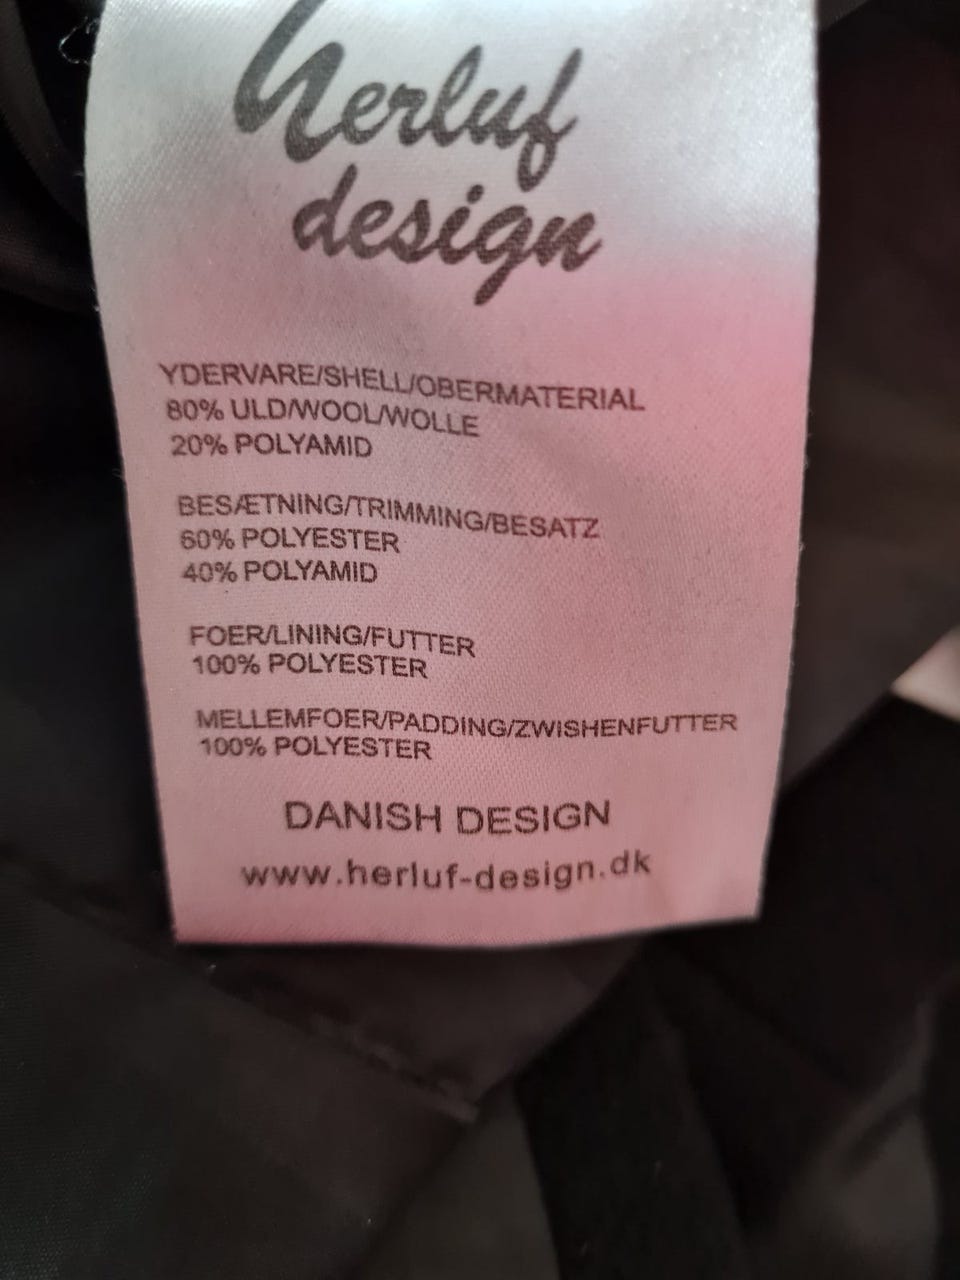 herluf
design
YDERVARE/SHELL/OBERMATERIAL
80% ULD/WOOL/WOLLE
20% POLYAMID
BESÆTNING/TRIMMING/BESATZ
60% POLYESTER
40% POLYAMID
FOER/LINING/FUTTER
100% POLYESTER
MELLEMFOER/PADDING/ZWISHENFUTTER
100% POLYESTER
DANISH DESIGN
www.herluf-design.dk